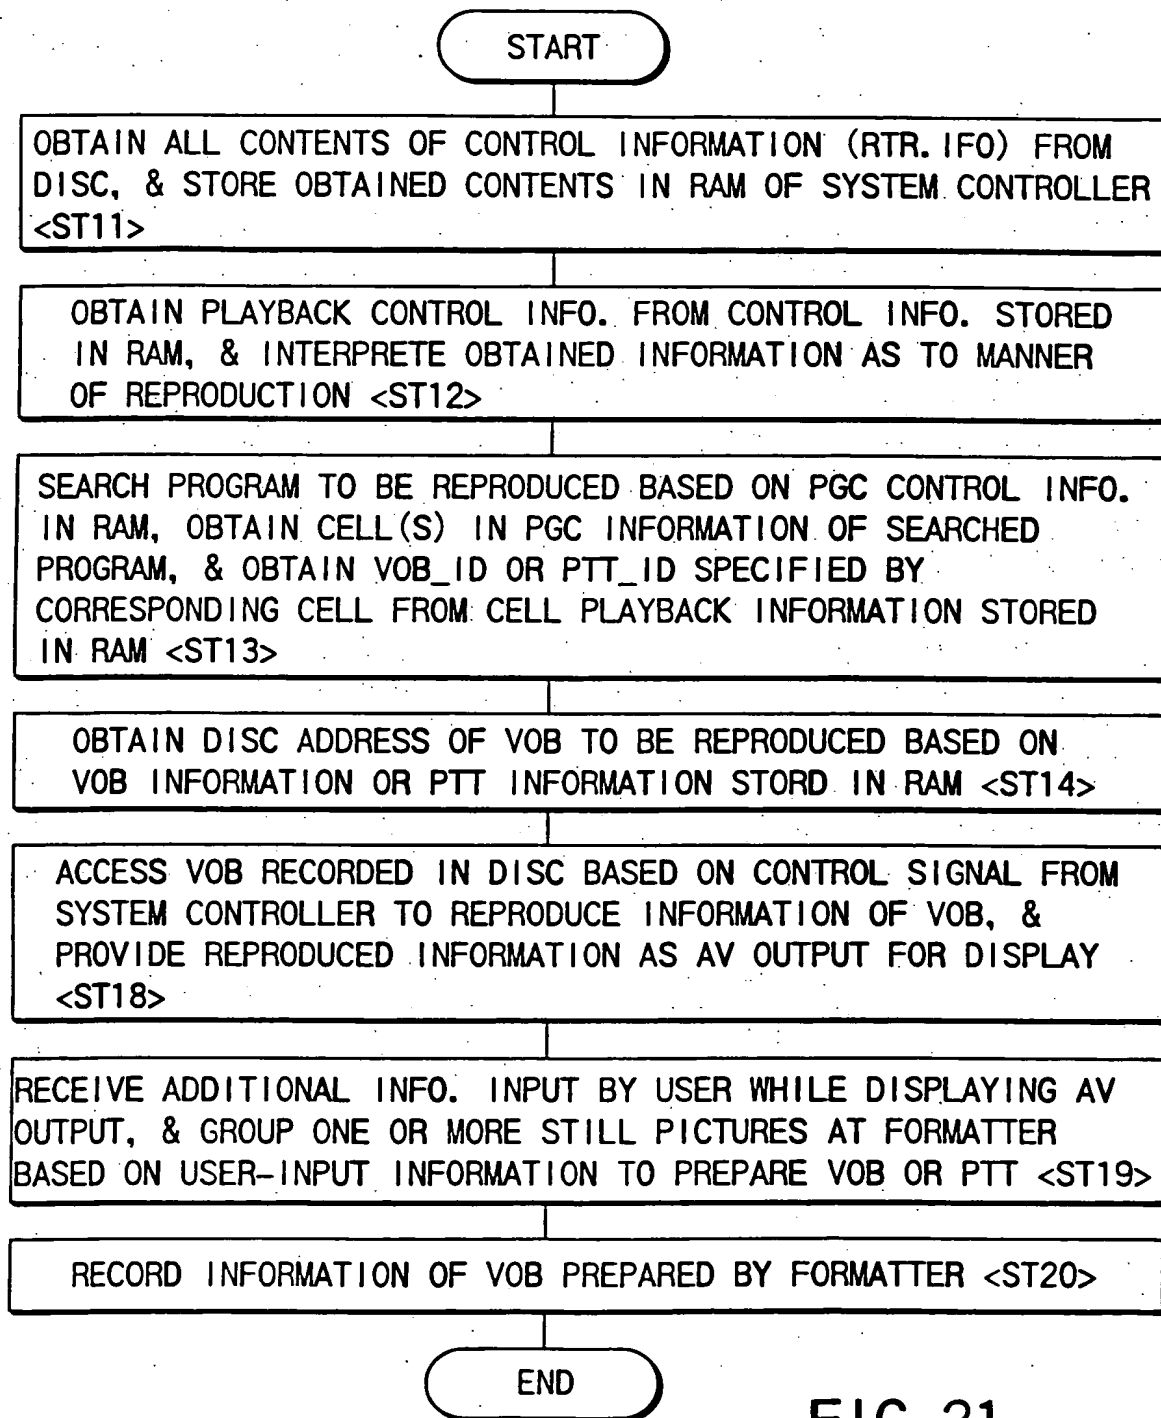 START
OBTAIN ALL CONTENTS OF CONTROL INFORMATION (RTR.IFO) FROM
DISC, & STORE OBTAINED CONTENTS IN RAM OF SYSTEM CONTROLLER
<ST11>
OBTAIN PLAYBACK CONTROL INFO. FROM CONTROL INFO. STORED
IN RAM, & INTERPRETE OBTAINED INFORMATION AS TO MANNER
OF REPRODUCTION <ST12>
SEARCH PROGRAM TO BE REPRODUCED BASED ON PGC CONTROL INFO.
IN RAM, OBTAIN CELL(S) IN PGC INFORMATION OF SEARCHED
PROGRAM, & OBTAIN VOB_ID OR PTT_ID SPECIFIED BY
CORRESPONDING CELL FROM CELL PLAYBACK INFORMATION STORED
IN RAM <ST13>
OBTAIN DISC ADDRESS OF VOB TO BE REPRODUCED BASED ON
VOB INFORMATION OR PTT INFORMATION STORD IN RAM <ST14>
ACCESS VOB RECORDED IN DISC BASED ON CONTROL SIGNAL FROM
SYSTEM CONTROLLER TO REPRODUCE INFORMATION OF VOB, &
PROVIDE REPRODUCED INFORMATION AS AV OUTPUT FOR DISPLAY
<ST18>
RECEIVE ADDITIONAL INFO. INPUT BY USER WHILE DISPLAYING AV
OUTPUT, & GROUP ONE OR MORE STILL PICTURES AT FORMATTER
BASED ON USER-INPUT INFORMATION TO PREPARE VOB OR PTT <ST19>
RECORD INFORMATION OF VOB PREPARED BY FORMATTER <ST20>
END
FIG. 21